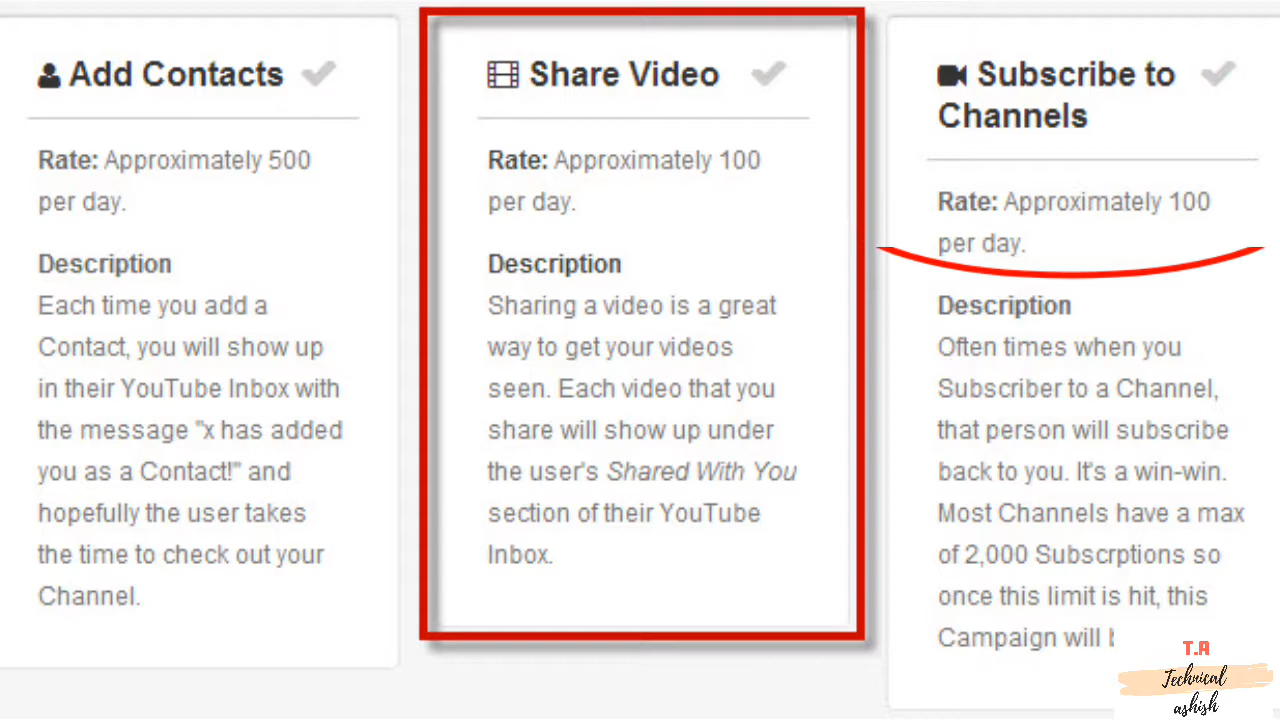 Add Contacts
Rate: Approximately 500
per day.
Description
Each time you add a
Contact, you will show up
in their YouTube Inbox with
the message "x has added
you as a Contact!" and
hopefully the user takes
the time to check out your
Channel.
Share Video
Rate: Approximately 100
per day.
Description
Sharing a video is a great
way to get your videos
seen. Each video that you
share will show up under
the user's Shared With You
section of their YouTube
Inbox.
Subscribe to
Channels
Rate: Approximately 100
per day.
Description
Often times when you
Subscriber to a Channel,
that person will subscribe
back to you. It's a win-win.
Most Channels have a max
of 2,000 Subscrptions so
once this limit is hit, this
Campaign will
T.A
Technical
ashish